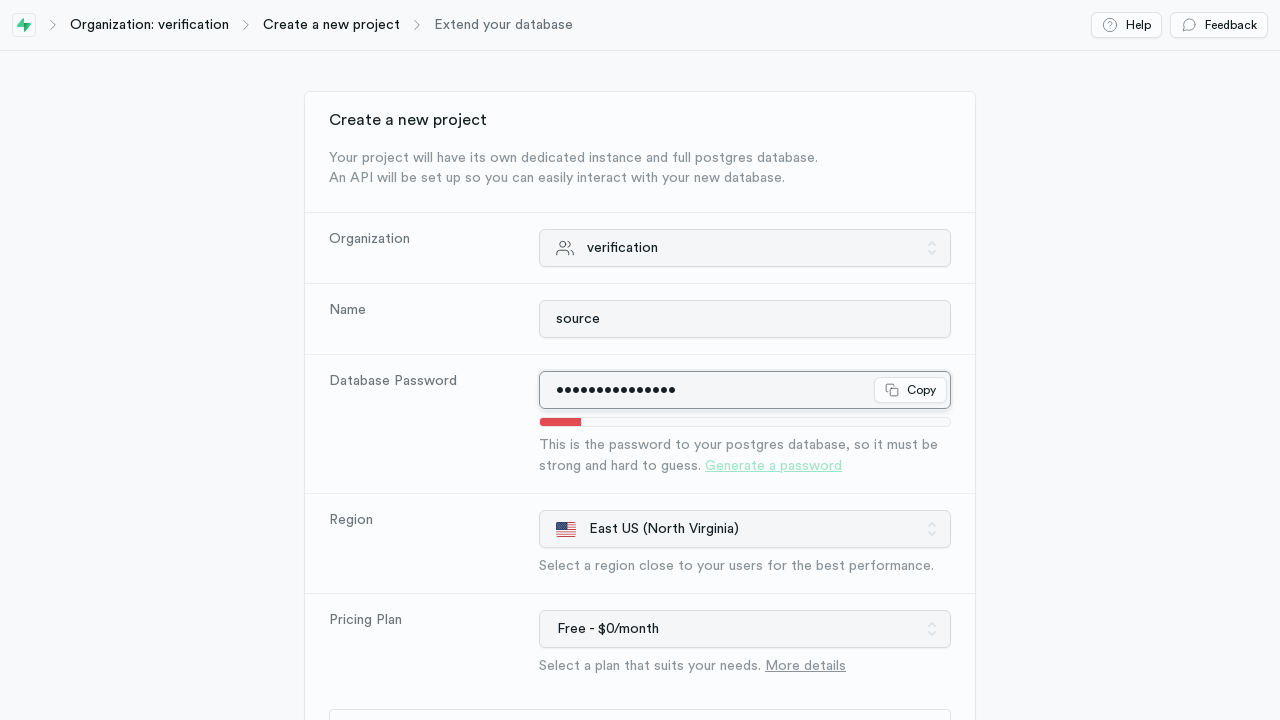 Organization: verification
Create a new project
Extend your database
Help
Feedback
Create a new project
Your project will have its own dedicated instance and full postgres database.
An API will be set up so you can easily interact with your new database.
Organization
verification
Name
source
Database Password
•••••••••••••••
Copy
This is the password to your postgres database, so it must be
strong and hard to guess. Generate a password
Region
East US (North Virginia)
Select a region close to your users for the best performance.
Pricing Plan
Free - $0/month
Select a plan that suits your needs. More details